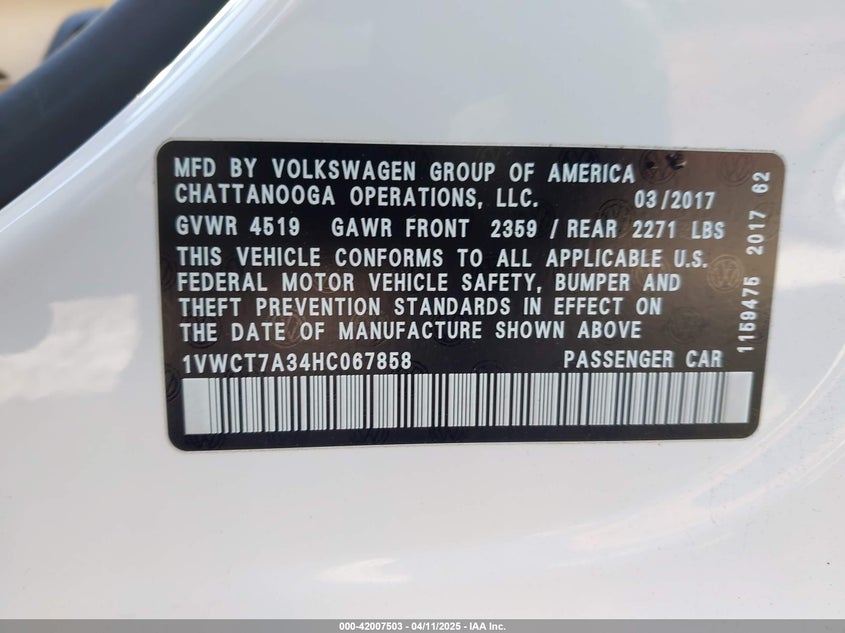 MFD BY VOLKSWAGEN GROUP OF AMERICA
CHATTANOOGA OPERATIONS, LLC. 03/2017
GVWR 4519 GAWR FRONT 2359 / REAR 2271 LBS
THIS VEHICLE CONFORMS TO ALL APPLICABLE U.S.
FEDERAL MOTOR VEHICLE SAFETY, BUMPER AND
THEFT PREVENTION STANDARDS IN EFFECT ON
THE DATE OF MANUFACTURE SHOWN ABOVE
1VWCT7A34HC067858 PASSENGER CAR
1159475 2017 62
000-42007503 - 04/11/2025 - IAA Inc.